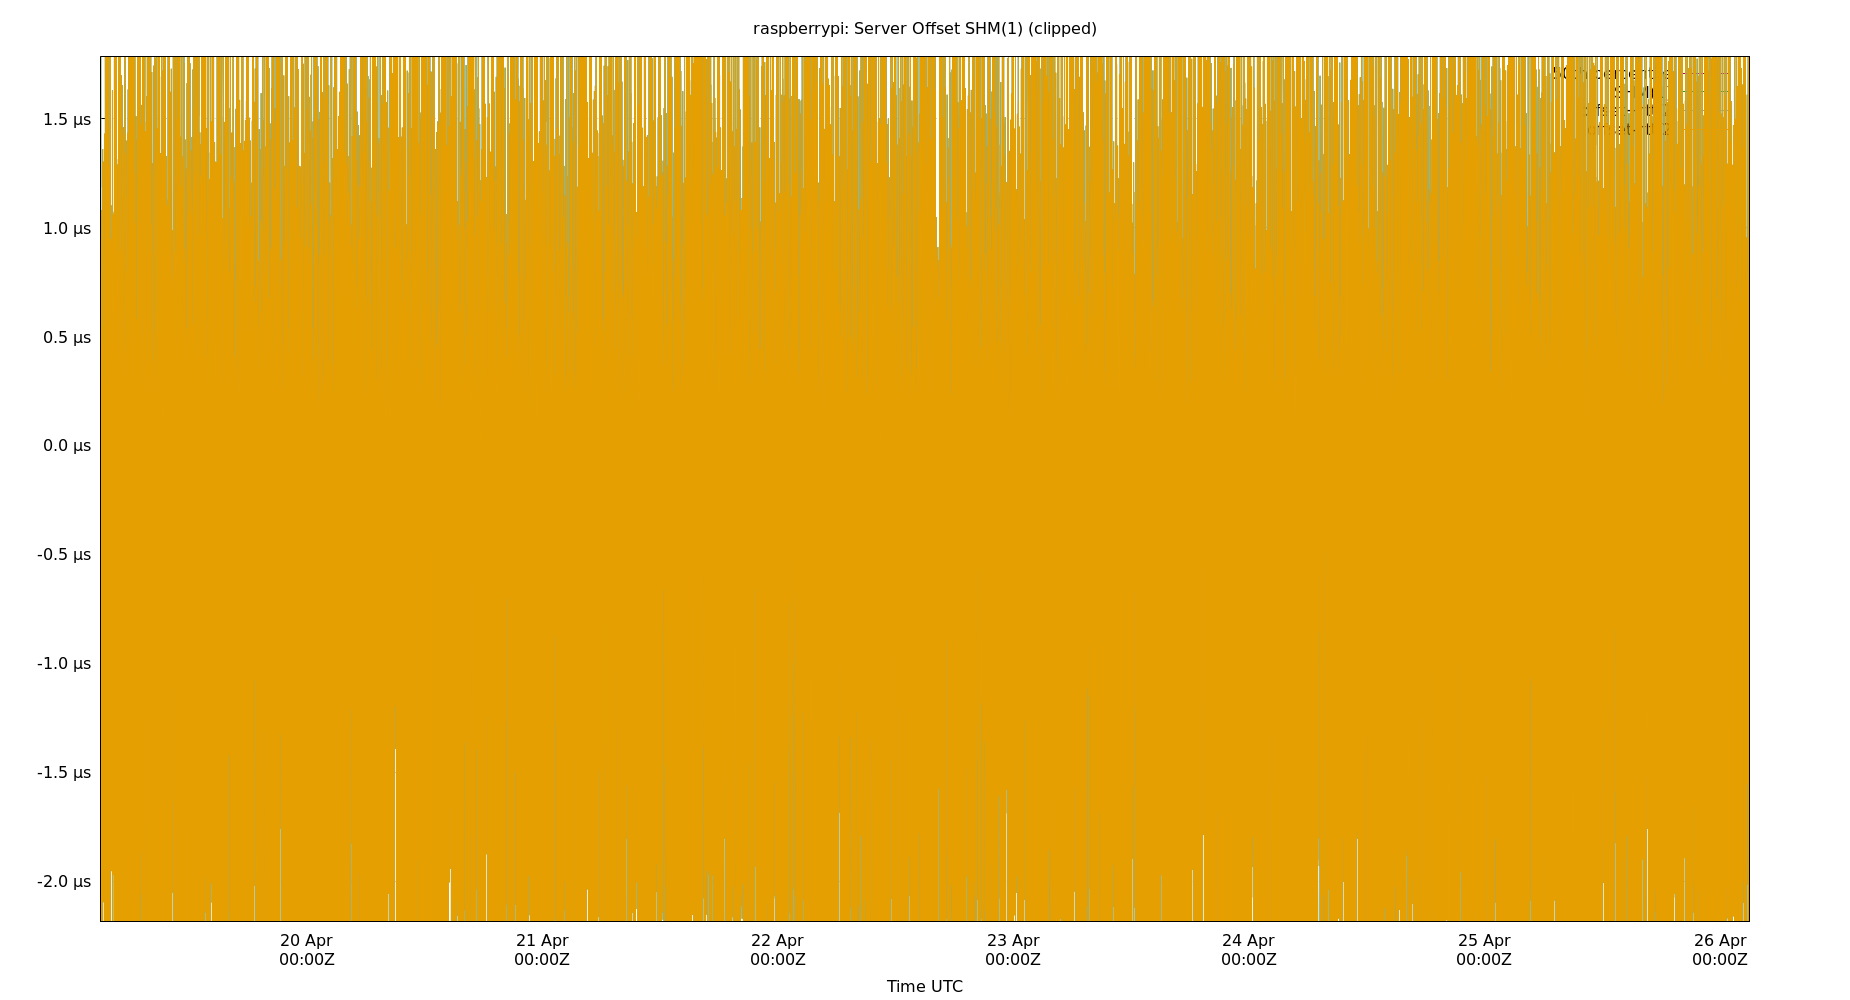 raspberrypi: Server Offset SHM(1) (clipped)
1.5 µs
1.0 µs
0.5 µs
0.0 µs
-0.5 µs
-1.0 µs
-1.5 µs
-2.0 µs
20 Apr 21 Apr 22 Apr 23 Apr 24 Apr 25 Apr 26 Apr
00:00Z 00:00Z 00:00Z 00:00Z 00:00Z 00:00Z 00:00Z
Time UTC